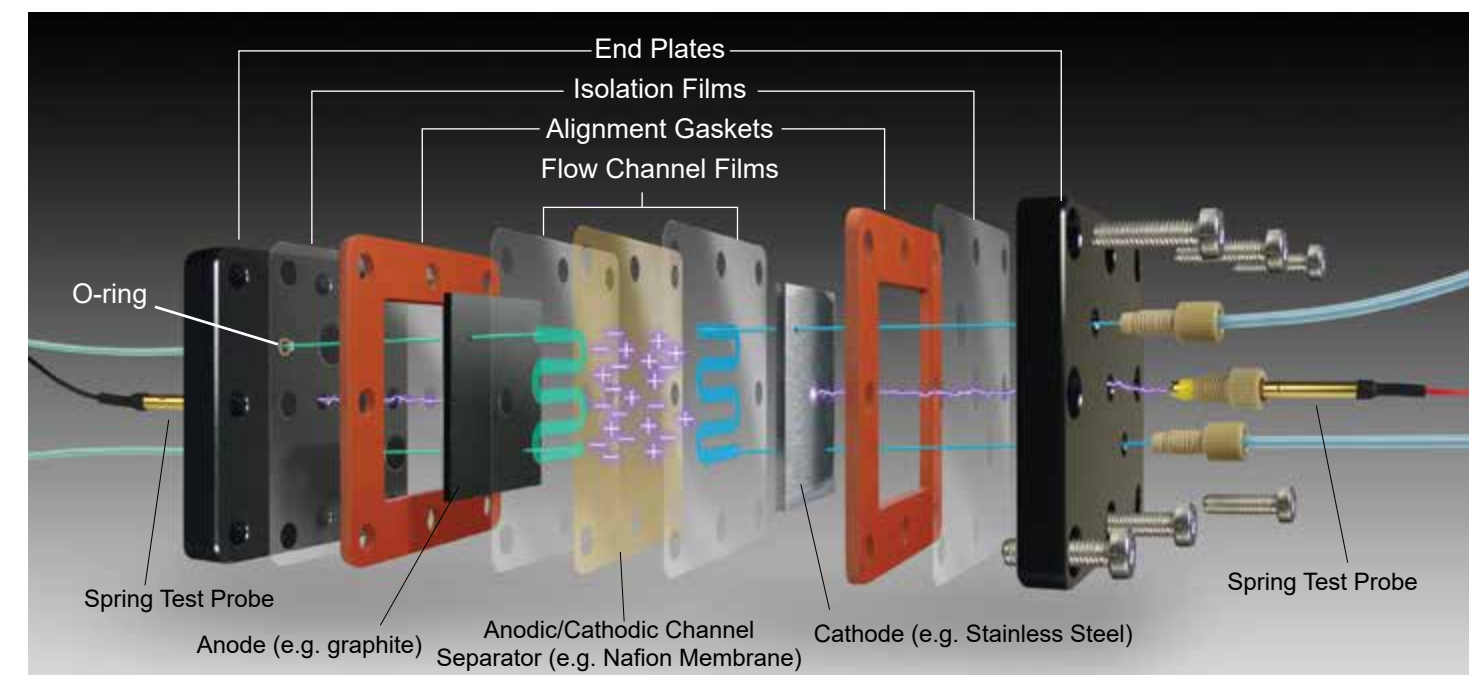 End Plates
Isolation Films
Alignment Gaskets
Flow Channel Films
O-ring
Spring Test Probe
Anode (e.g. graphite)
Anodic/Cathodic Channel
Separator (e.g. Nafion Membrane)
Cathode (e.g. Stainless Steel)
Spring Test Probe